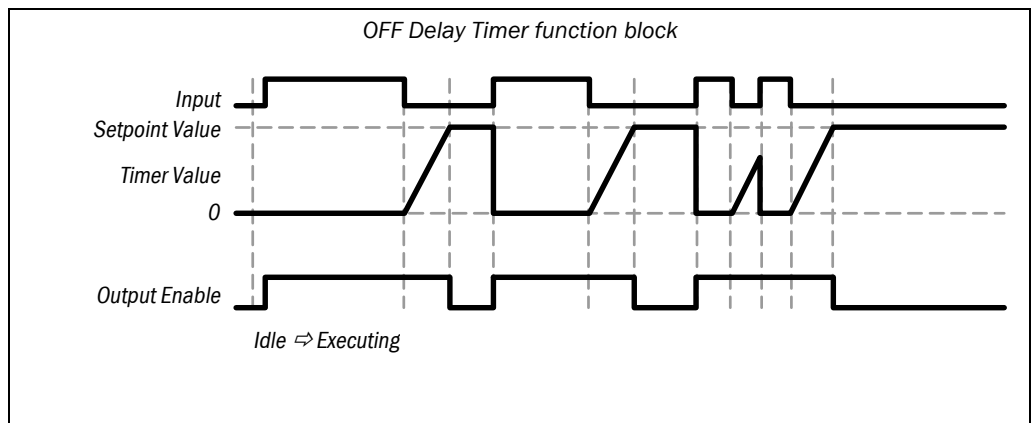 OFF Delay Timer function block
Input
Setpoint Value
Timer Value
0
Output Enable
Idle ⇨ Executing